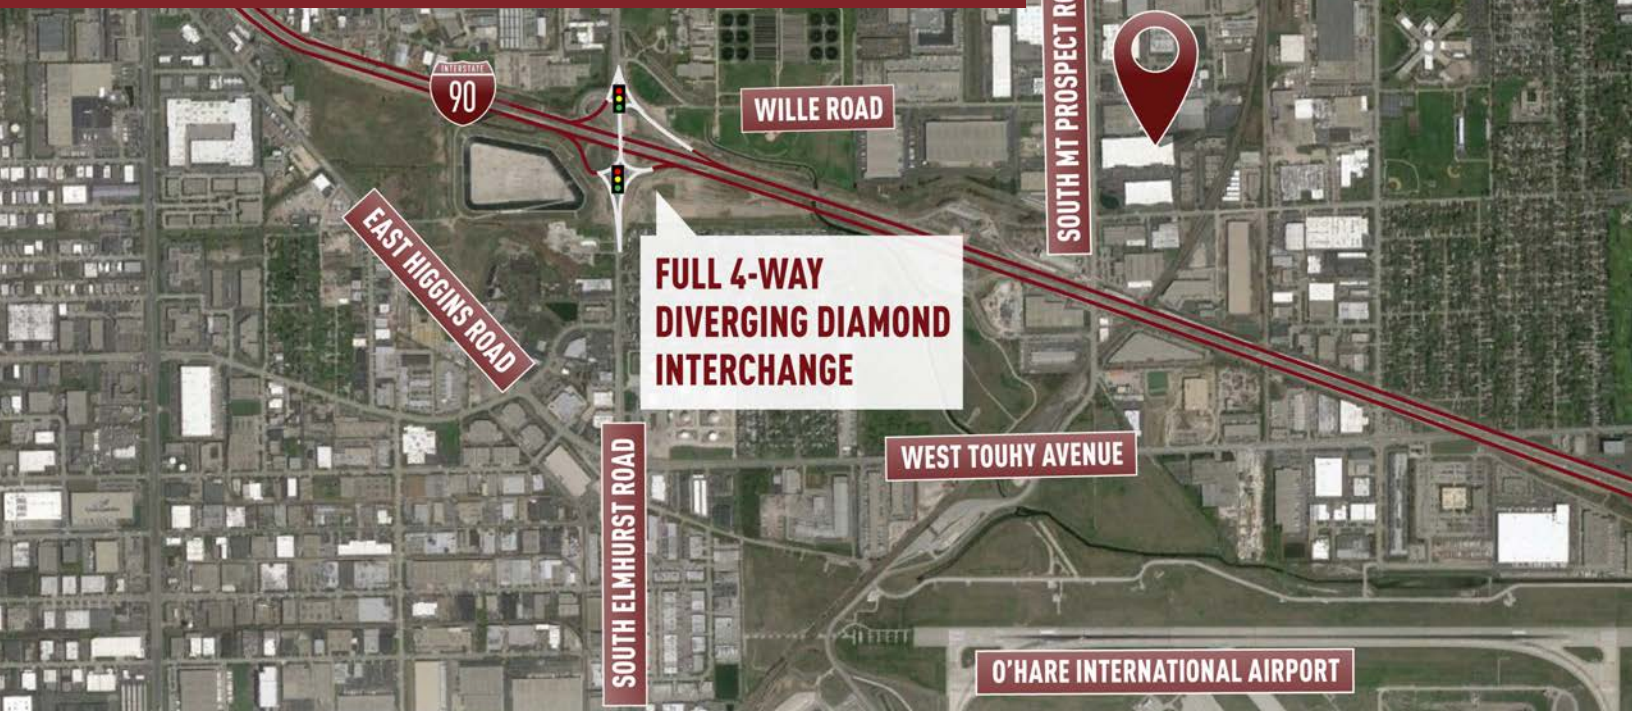 INTERSTATE
90
WILLE ROAD
SOUTH MT PROSPECT
EAST HIGGINS ROAD
FULL 4-WAY
DIVERGING DIAMOND
INTERCHANGE
WEST TOUHY AVENUE
SOUTH ELMHURST ROAD
O'HARE INTERNATIONAL AIRPORT